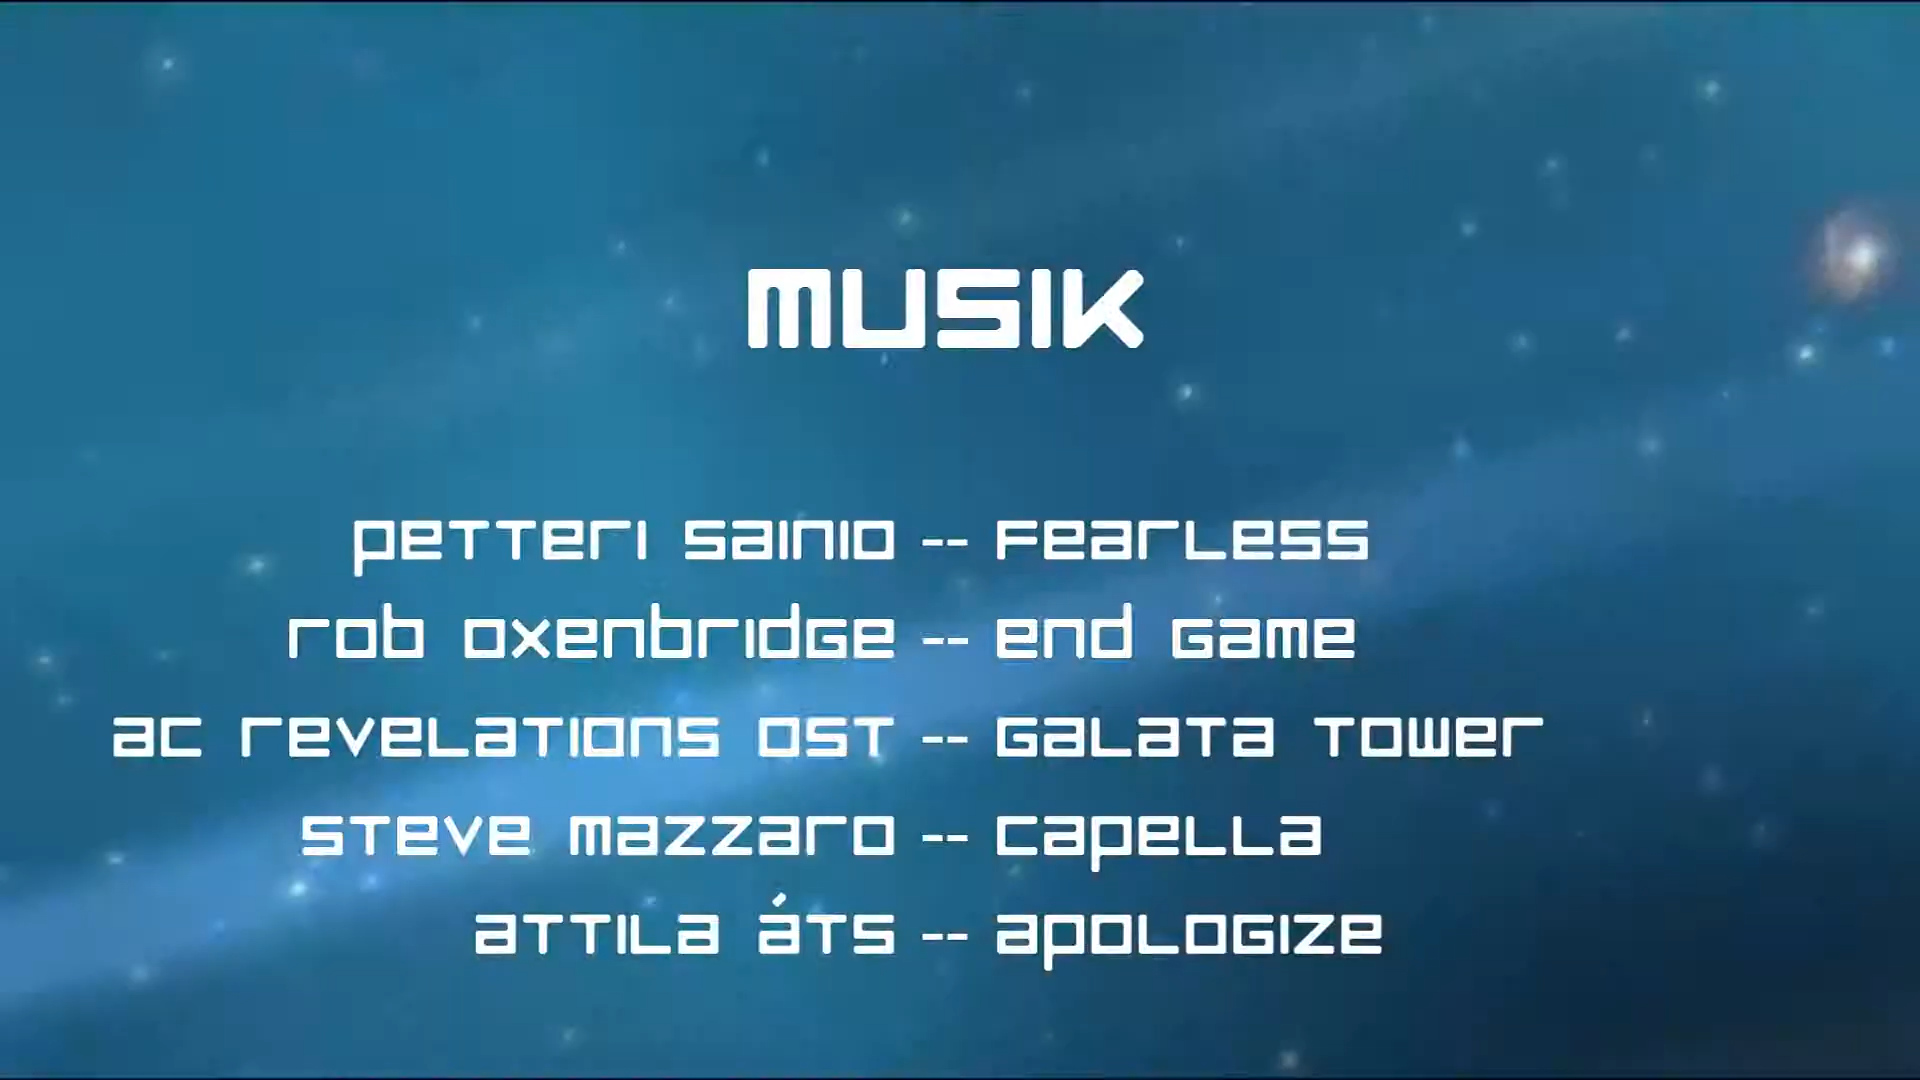 MUSIK
Petteri Sainio -- Fearless
Rob Oxenbridge -- End Game
AC Revelations OST -- Galata Tower
Steve Mazzaro -- Capella
Attila Áts -- Apologize